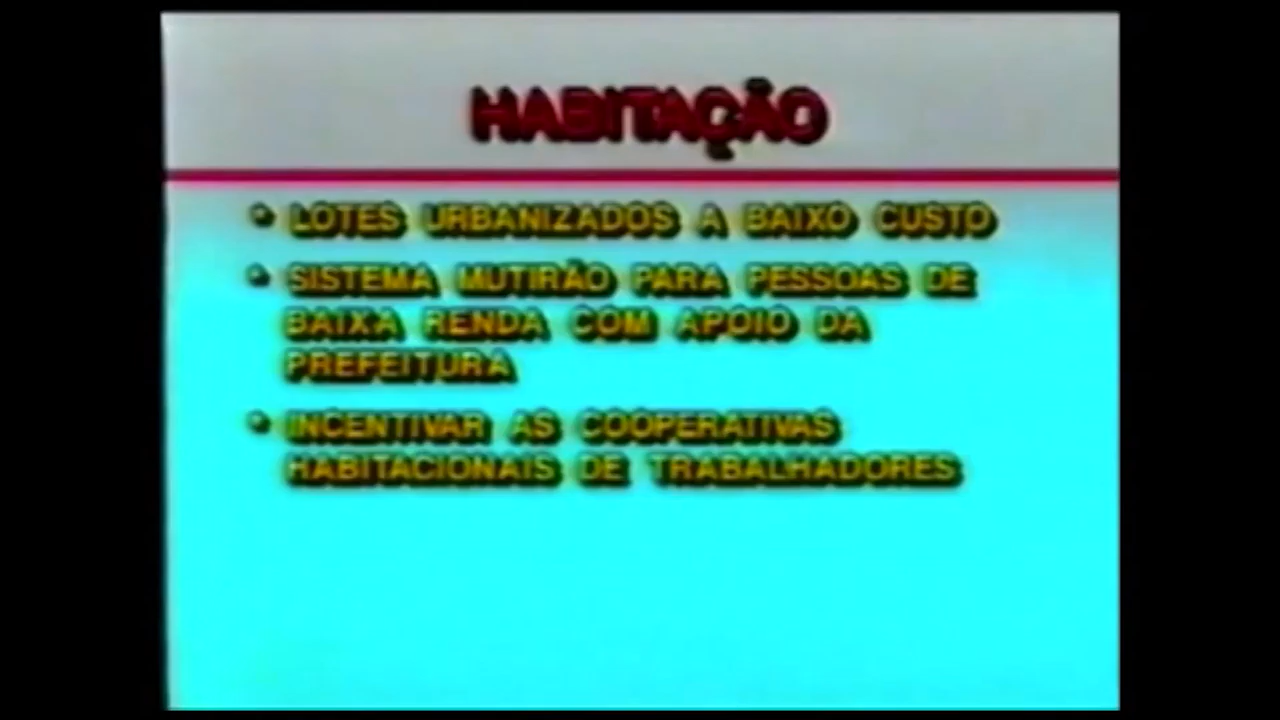 HABITAÇÃO
• LOTES URBANIZADOS A BAIXO CUSTO
• SISTEMA MUTIRÃO PARA PESSOAS DE
BAIXA RENDA COM APOIO DA
PREFEITURA
• INCENTIVAR AS COOPERATIVAS
HABITACIONAIS DE TRABALHADORES